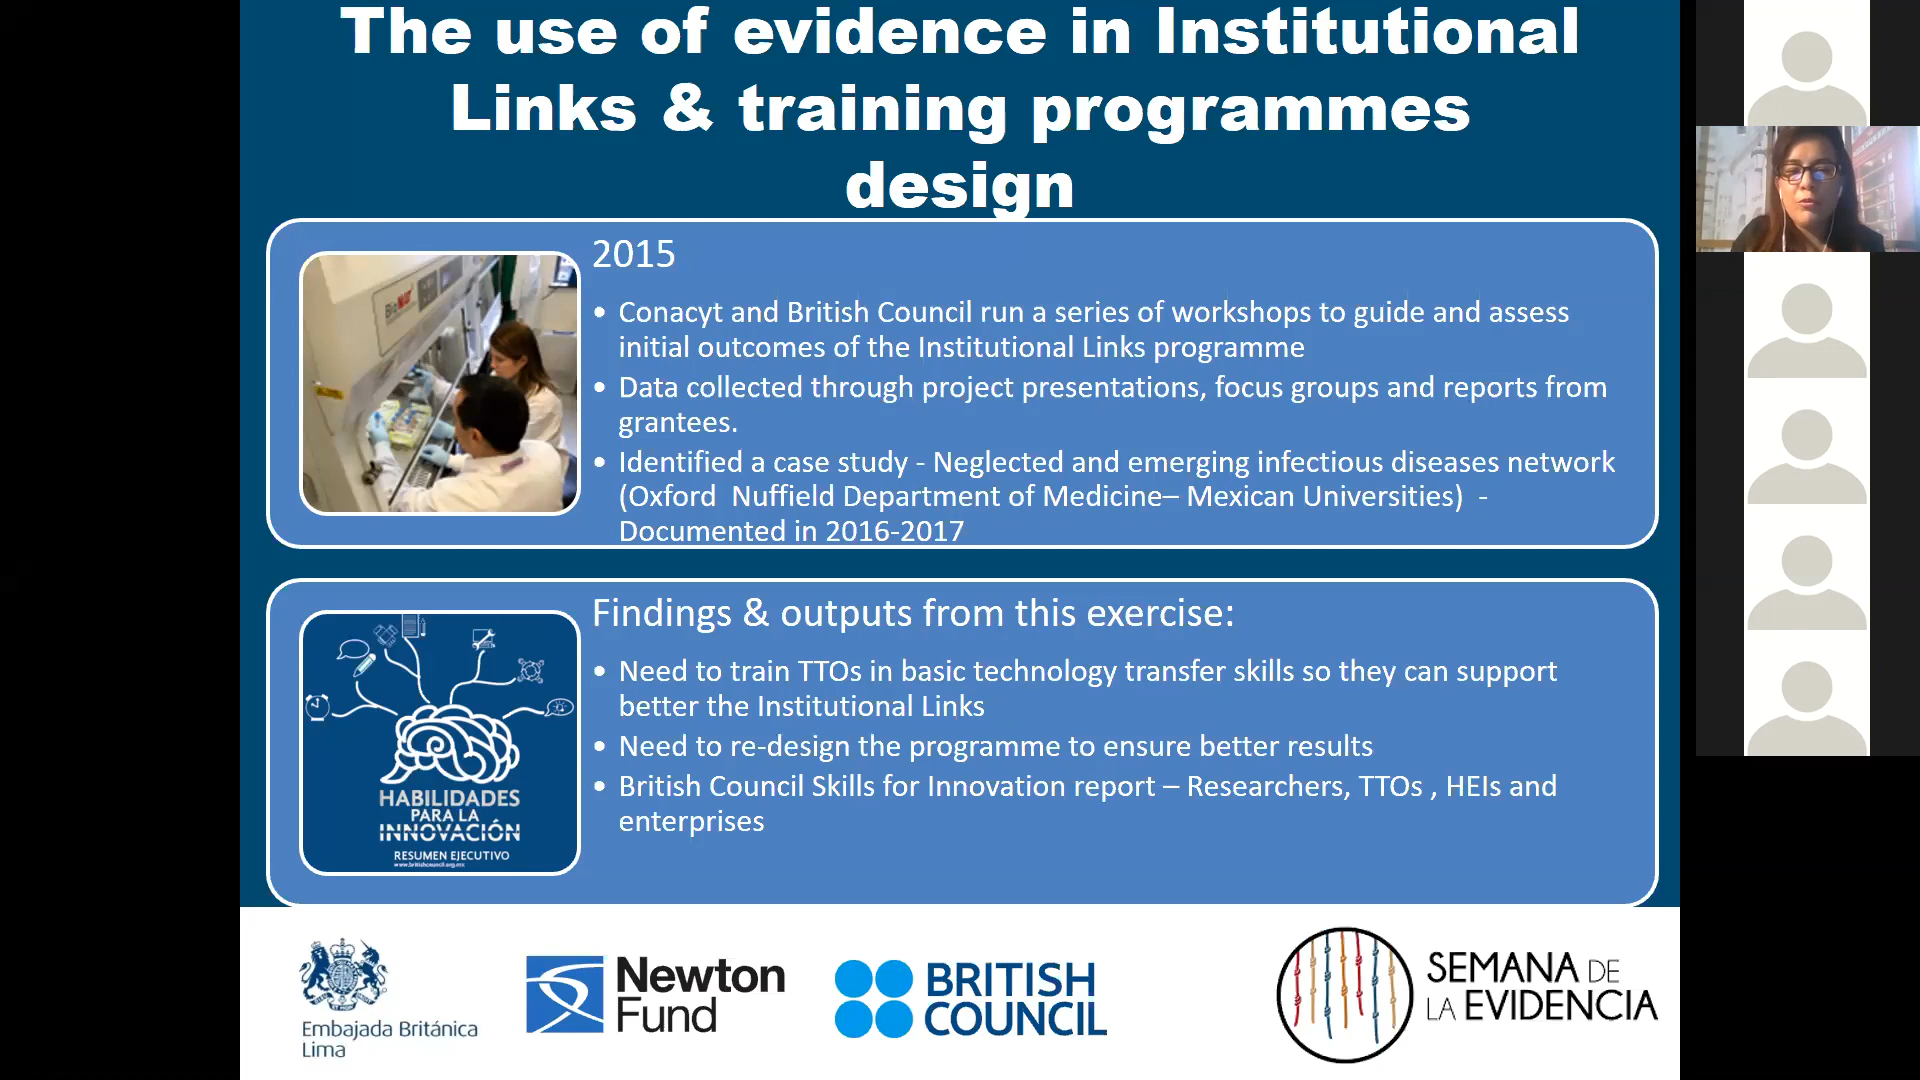 The use of evidence in Institutional
Links & training programmes
design
2015
• Conacyt and British Council run a series of workshops to guide and assess
initial outcomes of the Institutional Links programme
• Data collected through project presentations, focus groups and reports from
grantees.
• Identified a case study - Neglected and emerging infectious diseases network
(Oxford Nuffield Department of Medicine– Mexican Universities) -
Documented in 2016-2017
Findings & outputs from this exercise:
• Need to train TTOs in basic technology transfer skills so they can support
better the Institutional Links
• Need to re-design the programme to ensure better results
• British Council Skills for Innovation report – Researchers, TTOs , HEIs and
enterprises
HABILIDADES
PARA LA
INNOVACIÓN
RESUMEN EJECUTIVO
www.britishcouncil.org.mx
Embajada Británica
Lima
Newton
Fund
BRITISH
COUNCIL
SEMANA DE
LA EVIDENCIA